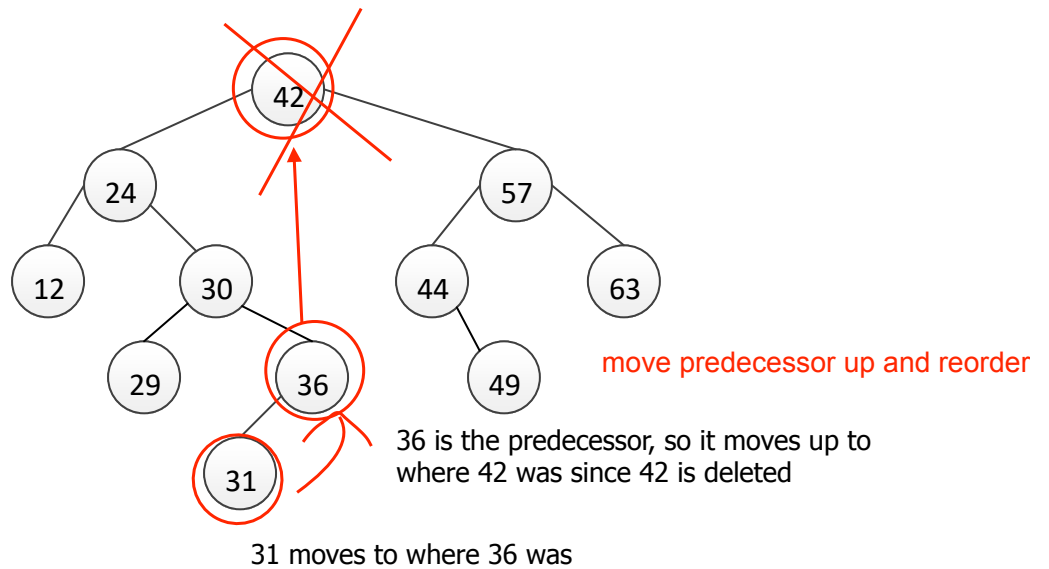 42
24
57
12
30
44
63
29
36
49
move predecessor up and reorder
36 is the predecessor, so it moves up to
where 42 was since 42 is deleted
31
31 moves to where 36 was